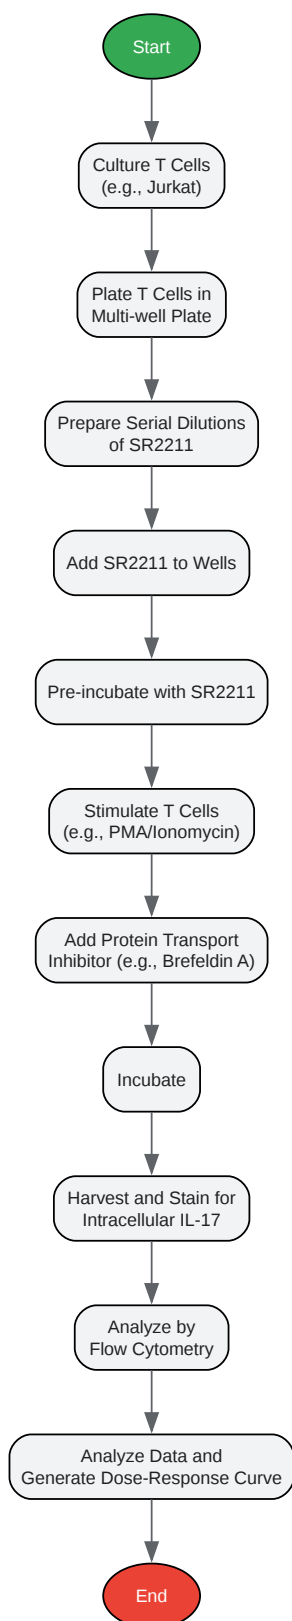 Start
Culture T Cells
(e.g., Jurkat)
Plate T Cells in
Multi-well Plate
Prepare Serial Dilutions
of SR2211
Add SR2211 to Wells
Pre-incubate with SR2211
Stimulate T Cells
(e.g., PMA/Ionomycin)
Add Protein Transport
Inhibitor (e.g., Brefeldin A)
Incubate
Harvest and Stain for
Intracellular IL-17
Analyze by
Flow Cytometry
Analyze Data and
Generate Dose-Response Curve
End